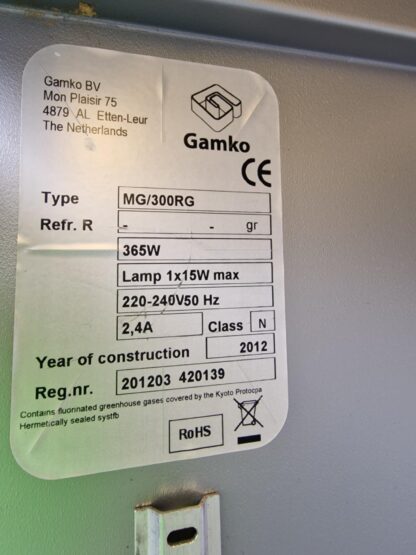 Gamko BV
Mon Plaisir 75
4879 AL Etten-Leur
The Netherlands
Gamko
CE
Type MG/300RG
Refr. R - - gr
365W
Lamp 1x15W max
220-240V50 Hz
2,4A Class N
Year of construction 2012
Reg.nr. 201203 420139
Contains fluorinated greenhouse gases covered by the Kyoto Protocpa
Hermetically sealed systfb
RoHS